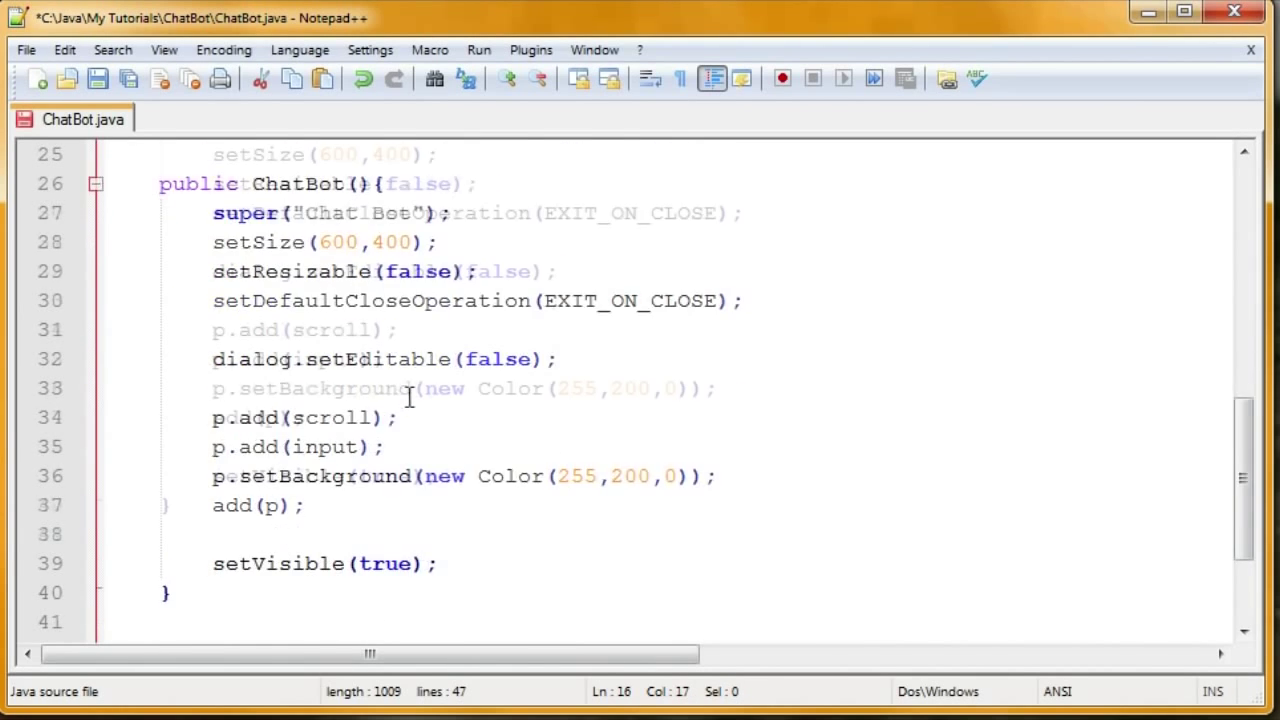 *C:\Java\My Tutorials\ChatBot\ChatBot.java - Notepad++
File Edit Search View Encoding Language Settings Macro Run Plugins Window ? X
ABC
ChatBot.java
25 setSize(600,400);
26 public ChatBot(){
27 super("Chat Bot");
28 setSize(600,400);
29 setResizable(false);
30 setDefaultCloseOperation(EXIT_ON_CLOSE);
31 p.add(scroll);
32 dialog.setEditable(false);
33 p.setBackground(new Color(255,200,0));
34 p.add(scroll);
35 p.add(input);
36 p.setBackground(new Color(255,200,0));
37 } add(p);
38
39 setVisible(true);
40 }
41
Java source file length : 1009 lines : 47 Ln : 16 Col : 17 Sel : 0 Dos\Windows ANSI INS